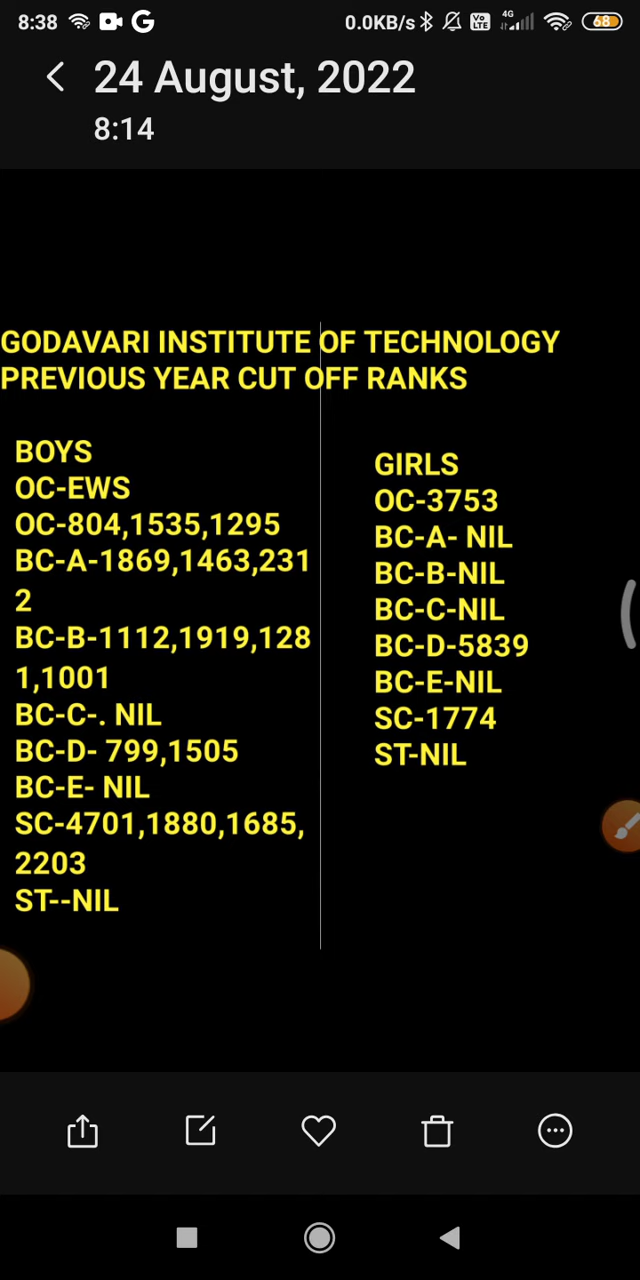 8:38 0.0KB/s Vo LTE 4G 68
24 August, 2022
8:14
GODAVARI INSTITUTE OF TECHNOLOGY
PREVIOUS YEAR CUT OFF RANKS
BOYS
OC-EWS
OC-804,1535,1295
BC-A-1869,1463,231
2
BC-B-1112,1919,128
1,1001
BC-C-. NIL
BC-D- 799,1505
BC-E- NIL
SC-4701,1880,1685,
2203
ST--NIL
GIRLS
OC-3753
BC-A- NIL
BC-B-NIL
BC-C-NIL
BC-D-5839
BC-E-NIL
SC-1774
ST-NIL